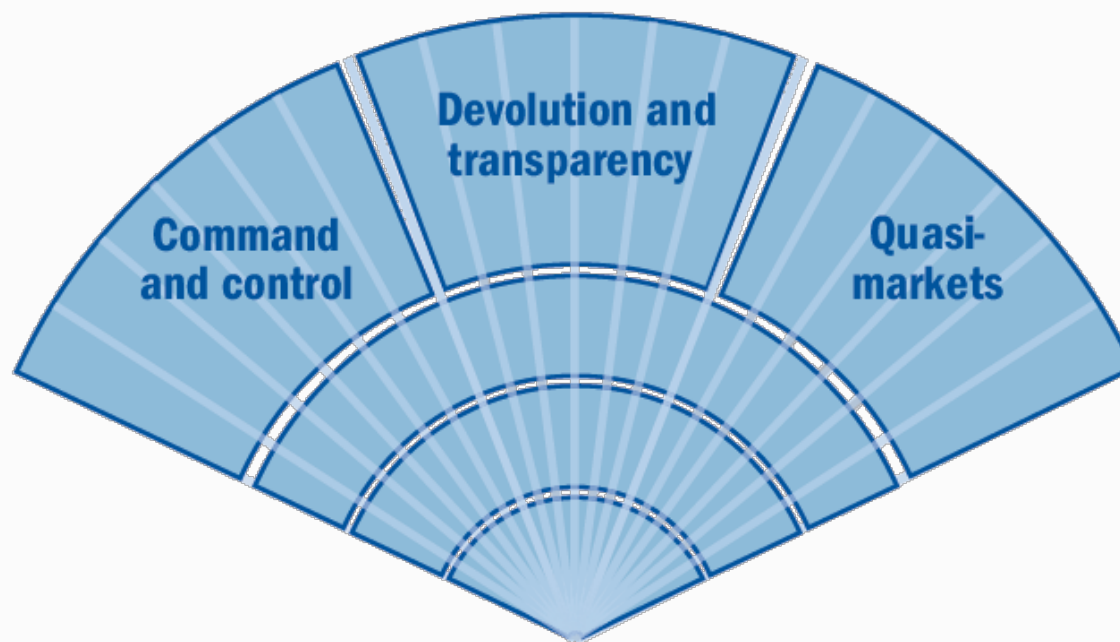 Devolution and
transparency
Command
and control
Quasi-
markets